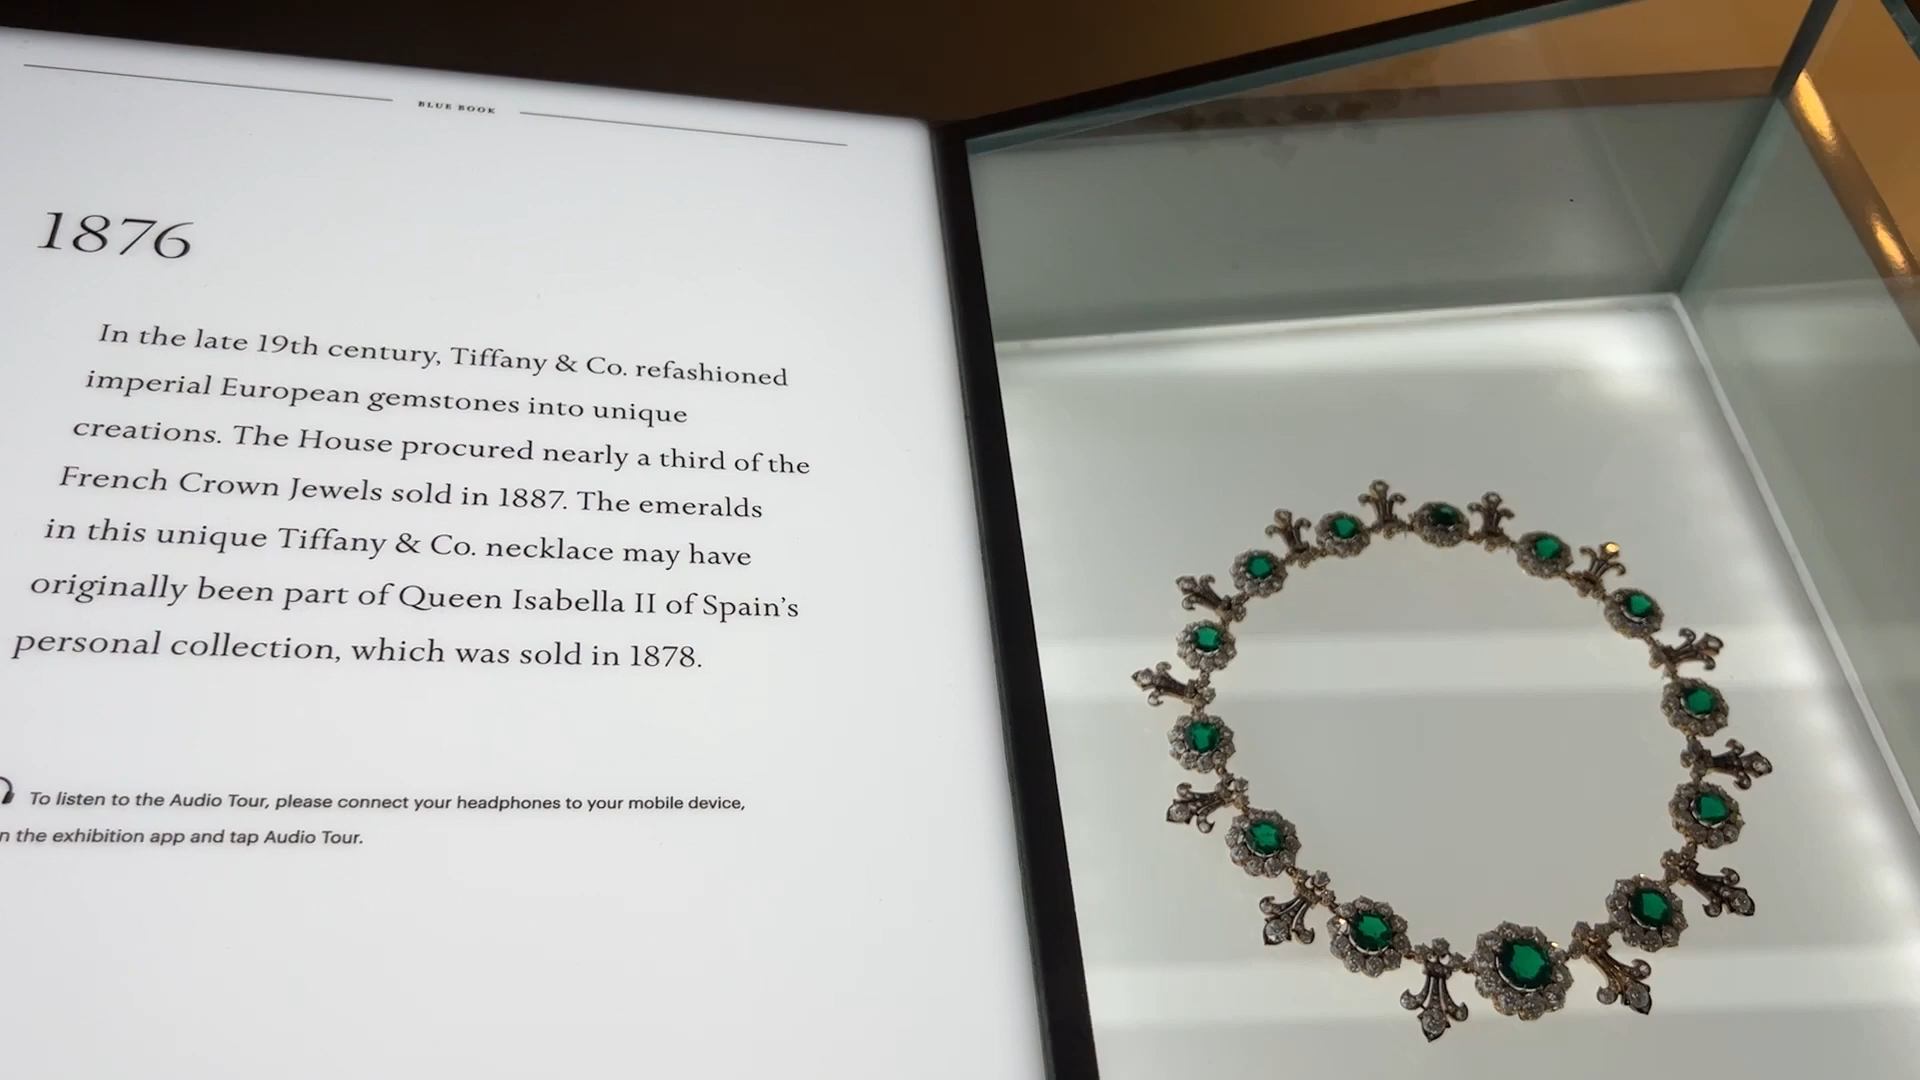 BLUE BOOK
1876
In the late 19th century, Tiffany & Co. refashioned
imperial European gemstones into unique
creations. The House procured nearly a third of the
French Crown Jewels sold in 1887. The emeralds
in this unique Tiffany & Co. necklace may have
originally been part of Queen Isabella II of Spain's
personal collection, which was sold in 1878.
To listen to the Audio Tour, please connect your headphones to your mobile device,
the exhibition app and tap Audio Tour.